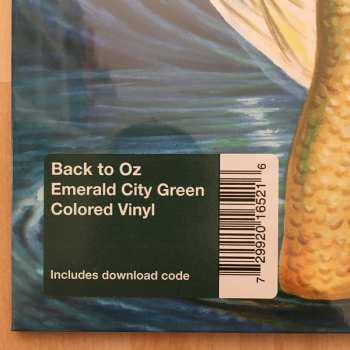 Back to Oz
Emerald City Green
Colored Vinyl
Includes download code
7 29920 16521 6